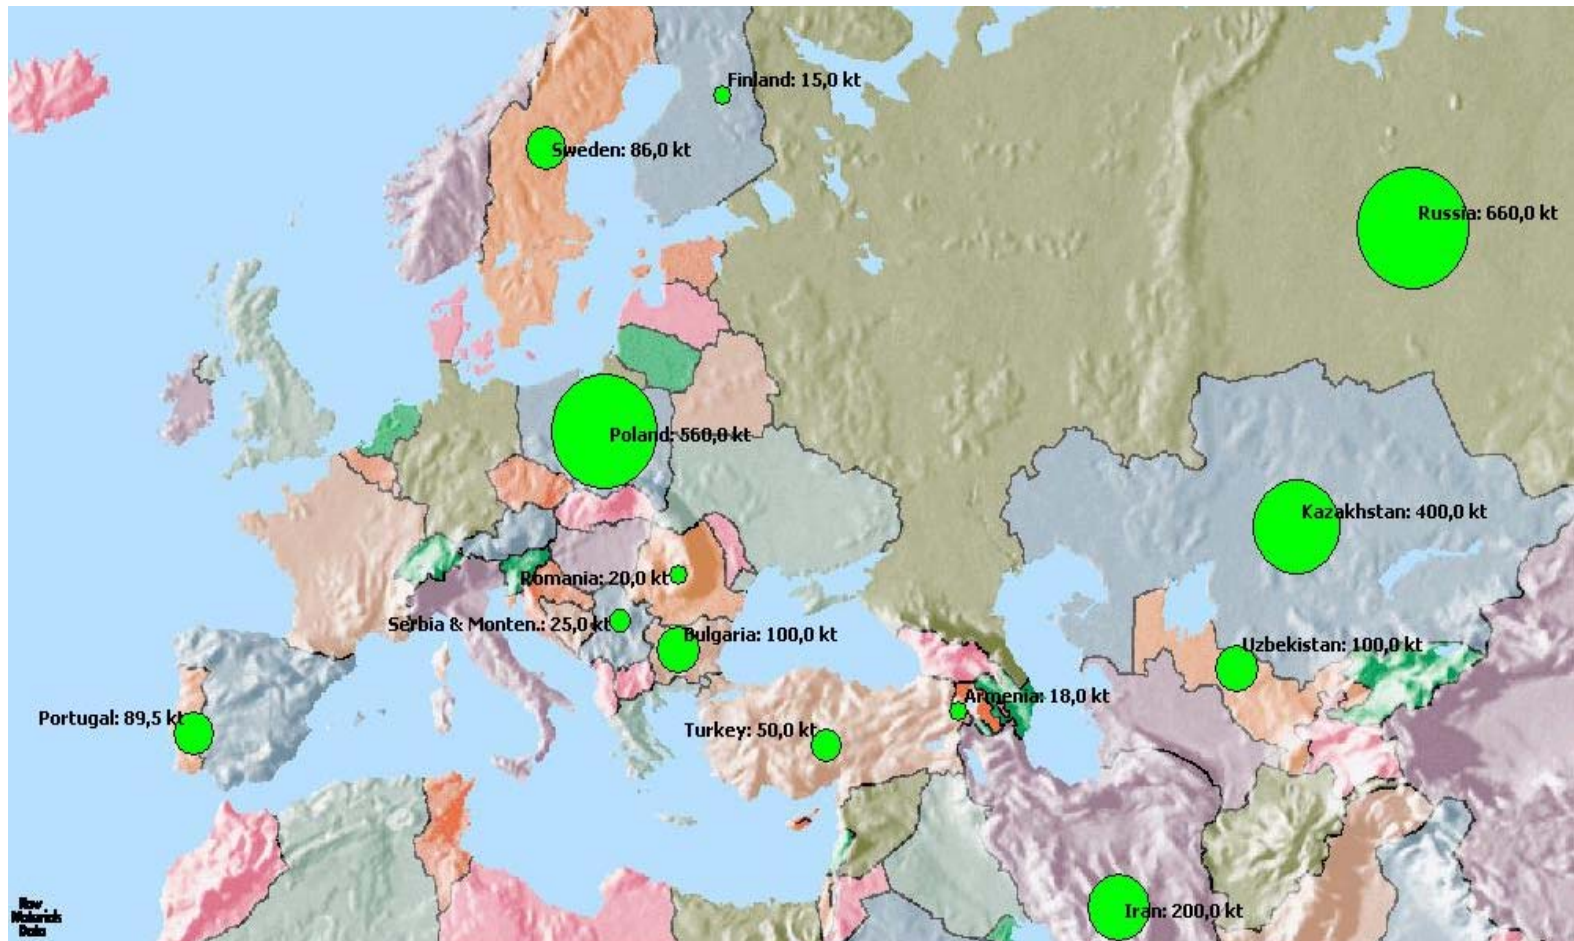 Finland: 15,0 kt
Sweden: 86,0 kt
Russia: 660,0 kt
Poland: 560,0 kt
Kazakhstan: 400,0 kt
Romania: 20,0 kt
Serbia & Monten.: 25,0 kt
Bulgaria: 100,0 kt
Uzbekistan: 100,0 kt
Armenia: 18,0 kt
Portugal: 89,5 kt
Turkey: 50,0 kt
Iran: 200,0 kt
Raw
Materials
Data